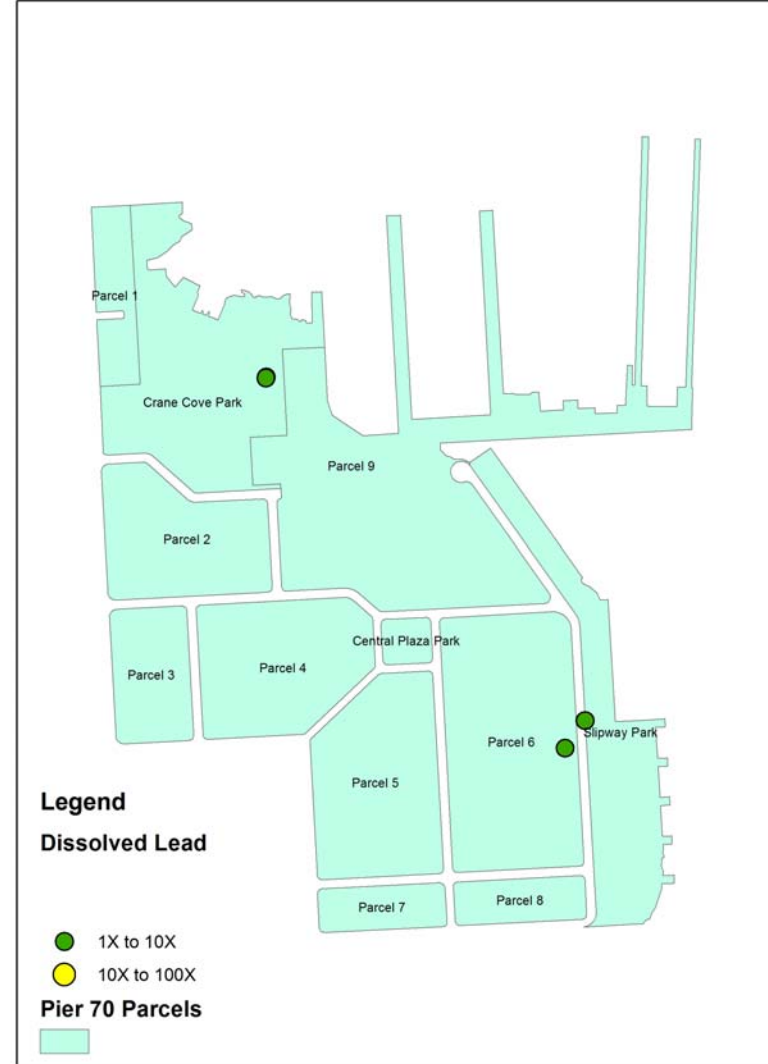 Parcel 1
Crane Cove Park
Parcel 9
Parcel 2
Central Plaza Park
Parcel 3
Parcel 4
Slipway Park
Parcel 6
Parcel 5
Parcel 8
Parcel 7
Legend
Dissolved Lead
1X to 10X
10X to 100X
Pier 70 Parcels